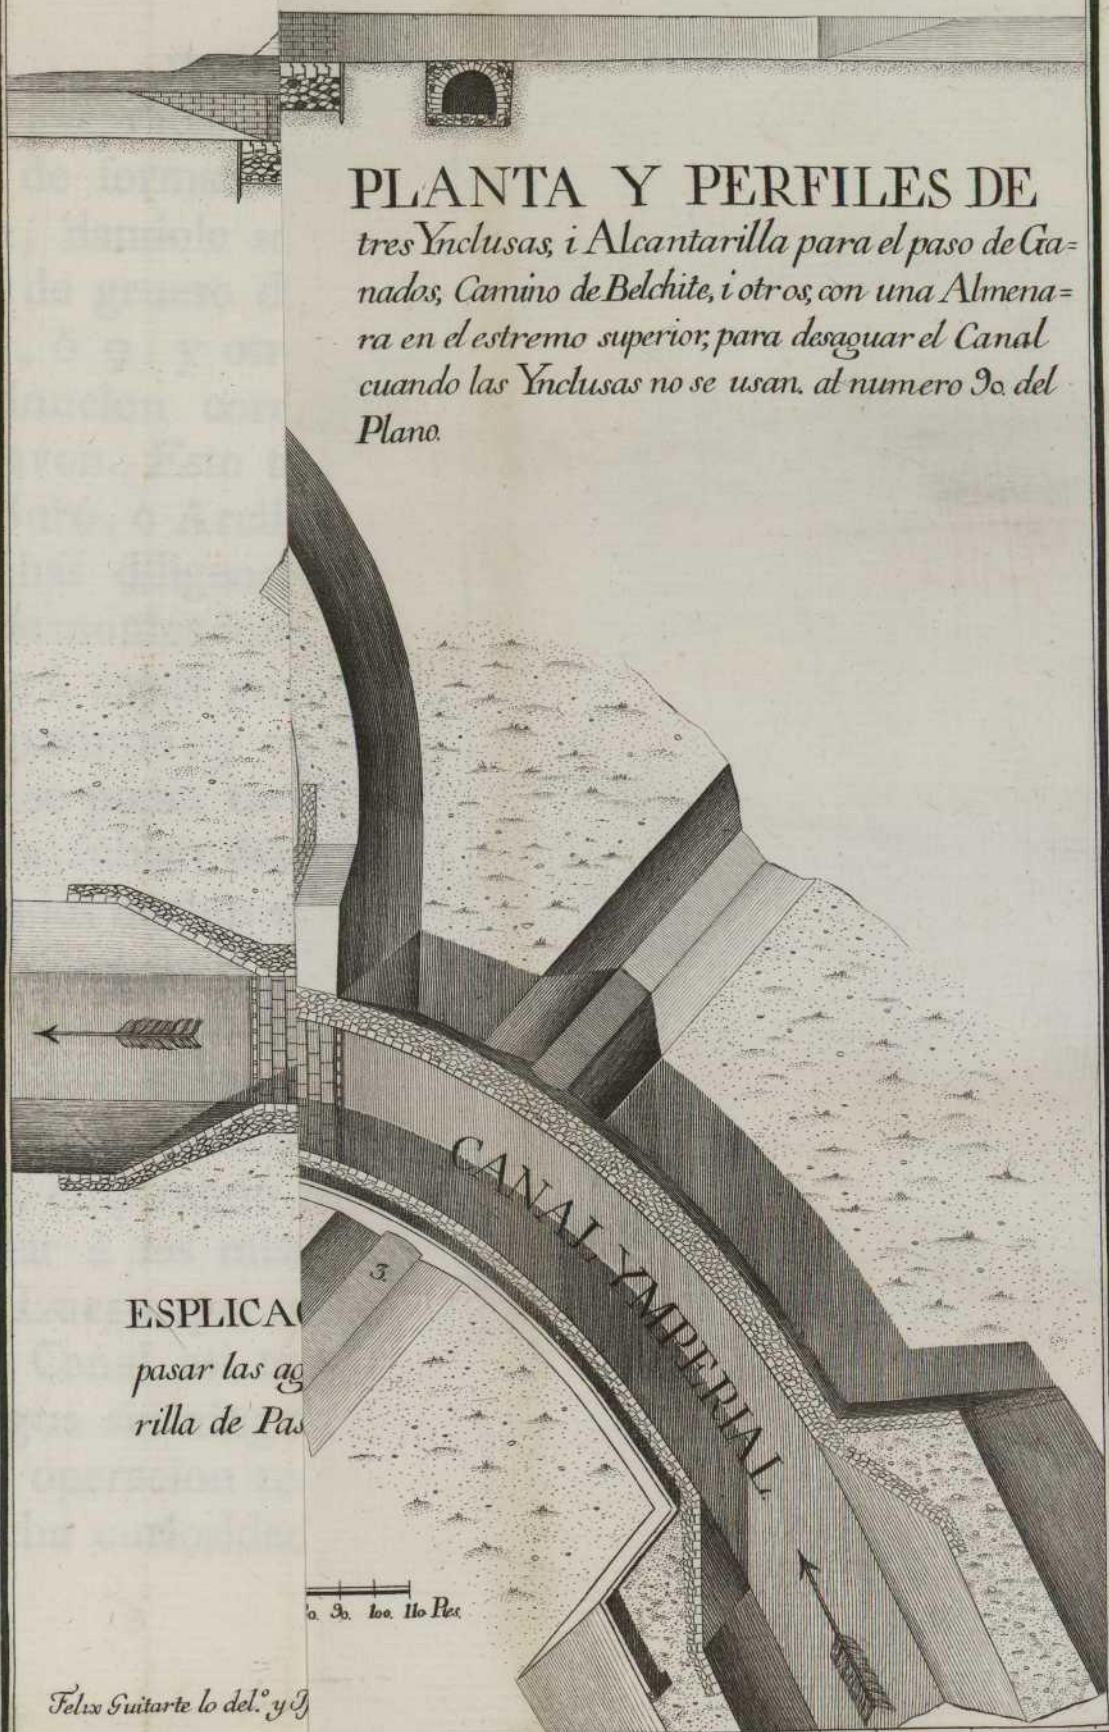 PLANTA Y PERFILES DE
tres Ynclusas, i Alcantarilla para el paso de Ga=
nados, Camino de Belchite, i otros, con una Almena=
ra en el estremo superior, para desaguar el Canal
cuando las Ynclusas no se usan. al numero 90. del
Plano.
CANAL YMPERIAL
3.
ESPLICA
pasar las ag
rilla de Pas
0. 90. 100. 110 Pies.
Felix Guitarte lo del.º y